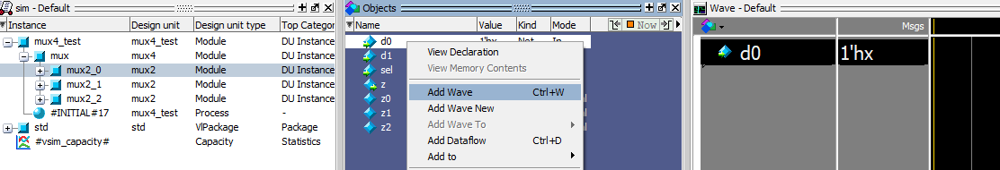 sim - Default
Instance Design unit Design unit type Top Categor
mux4_test mux4_test Module DU Instance
mux mux4 Module DU Instance
mux2_0 mux2 Module DU Instance
mux2_1 mux2 Module DU Instance
mux2_2 mux2 Module DU Instance
#INITIAL#17 mux4_test Process -
std std VlPackage Package
#vsim_capacity# Capacity Statistics
Objects
Name Value Kind Mode Now
d0 1'hx Net In
d1
sel
z
z0
z1
z2
View Declaration
View Memory Contents
Add Wave Ctrl+W
Add Wave New
Add Wave To
Add Dataflow Ctrl+D
Add to
Wave - Default
Msgs
d0 1'hx